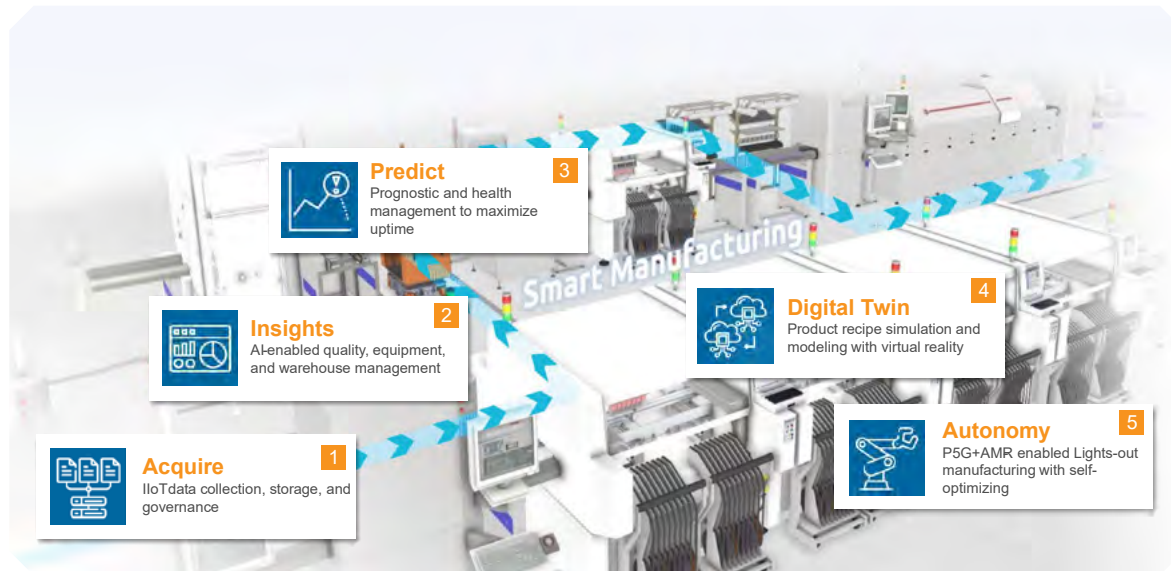 Predict
3
Prognostic and health
management to maximize
uptime
Smart Manufacturing
Insights
2
AI-enabled quality, equipment,
and warehouse management
Digital Twin
4
Product recipe simulation and
modeling with virtual reality
Acquire
1
IIoTdata collection, storage, and
governance
Autonomy
5
P5G+AMR enabled Lights-out
manufacturing with self-
optimizing